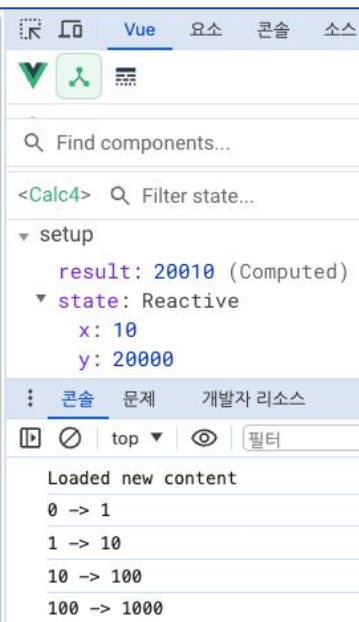 Vue 요소 콘솔 소스
Find components...
<Calc4> Filter state...
setup
result: 20010 (Computed)
state: Reactive
x: 10
y: 20000
콘솔 문제 개발자 리소스
top 필터
Loaded new content
0 -> 1
1 -> 10
10 -> 100
100 -> 1000